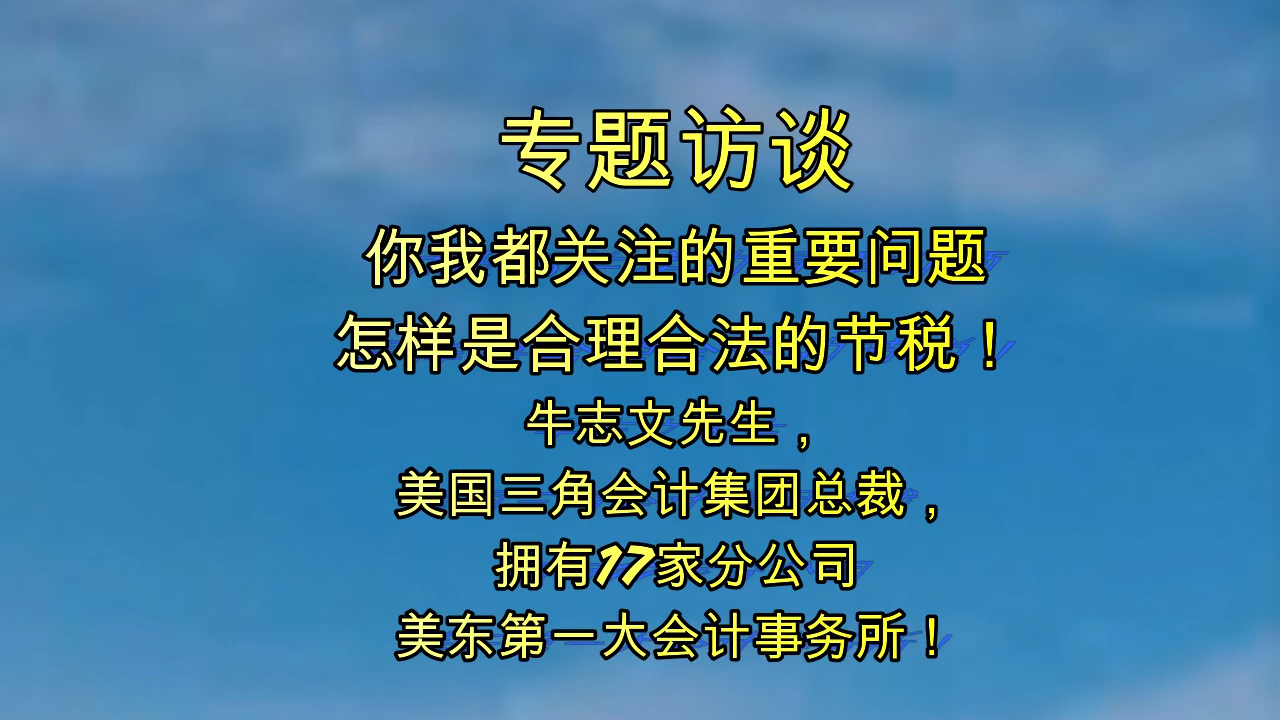 专题访谈
你我都关注的重要问题
怎样是合理合法的节税！
牛志文先生，
美国三角会计集团总裁，
拥有17家分公司
美东第一大会计事务所！